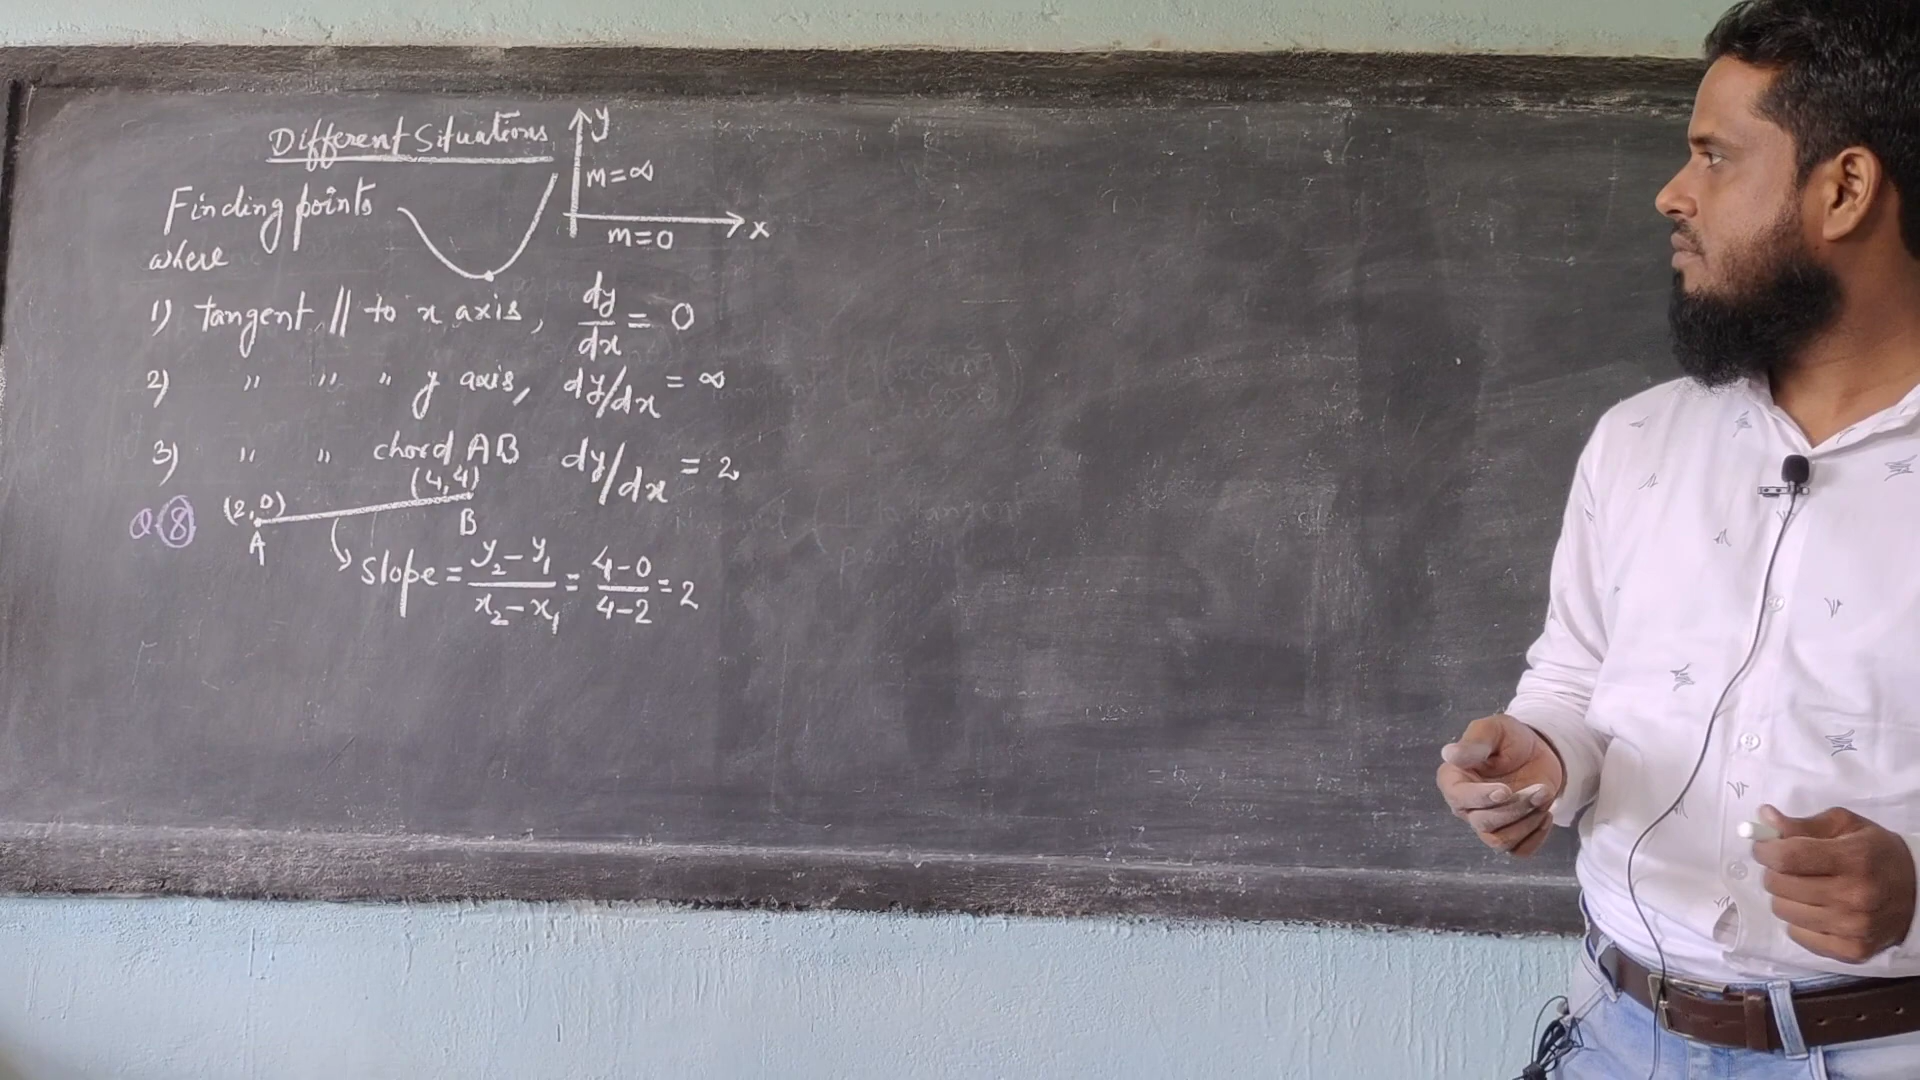 Different Situations
y
m=∞
x
m=0
Finding points
where
1) tangent // to x axis, dy/dx = 0
2) " " " y axis, dy/dx = ∞
3) " " chord AB dy/dx = 2
Q.8 (2,0) (4,4)
A B
Slope = y₂-y₁/x₂-x₁ = 4-0/4-2 = 2